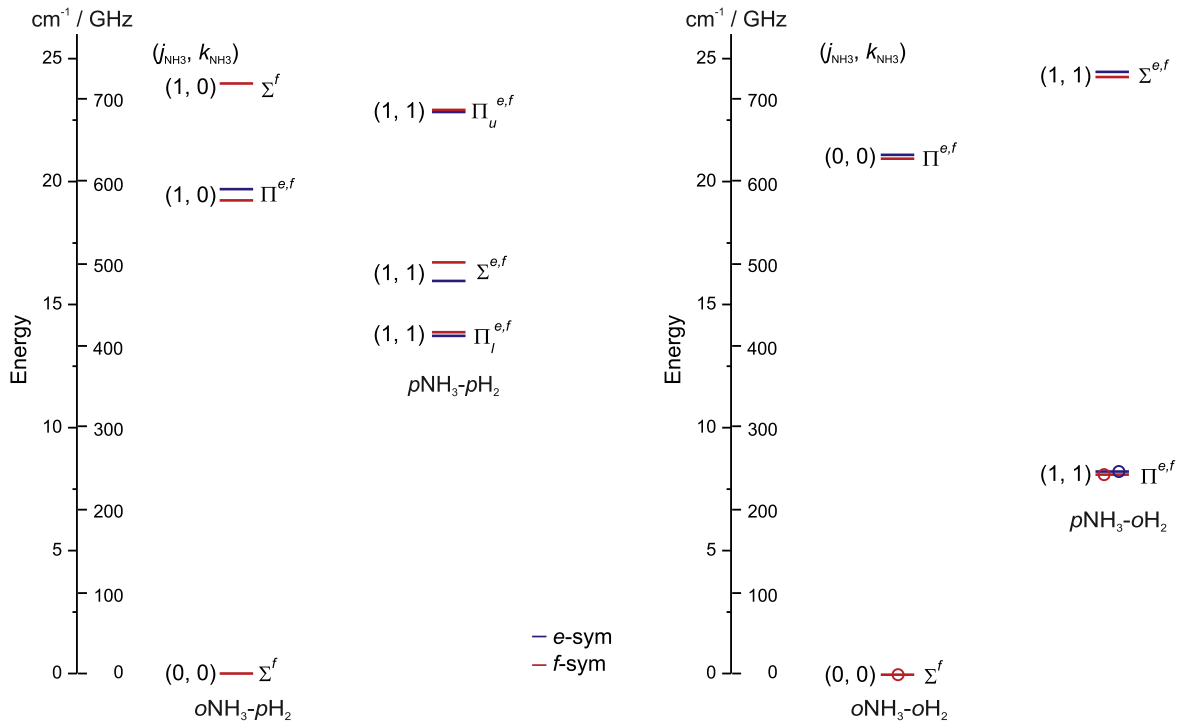 cm⁻¹ / GHz
25
700
20
600
500
15
400
10
300
200
5
100
0
0
Energy
(j_NH3, k_NH3)
(1, 0) Σ^f
(1, 0) Π^e,f
(0, 0) Σ^f
oNH₃-pH₂
(1, 1) Π_u^e,f
(1, 1) Σ^e,f
(1, 1) Π_l^e,f
pNH₃-pH₂
e-sym
f-sym
cm⁻¹ / GHz
25
700
20
600
500
15
400
10
300
200
5
100
0
0
Energy
(j_NH3, k_NH3)
(0, 0) Π^e,f
(0, 0) Σ^f
oNH₃-oH₂
(1, 1) Σ^e,f
(1, 1) Π^e,f
pNH₃-oH₂